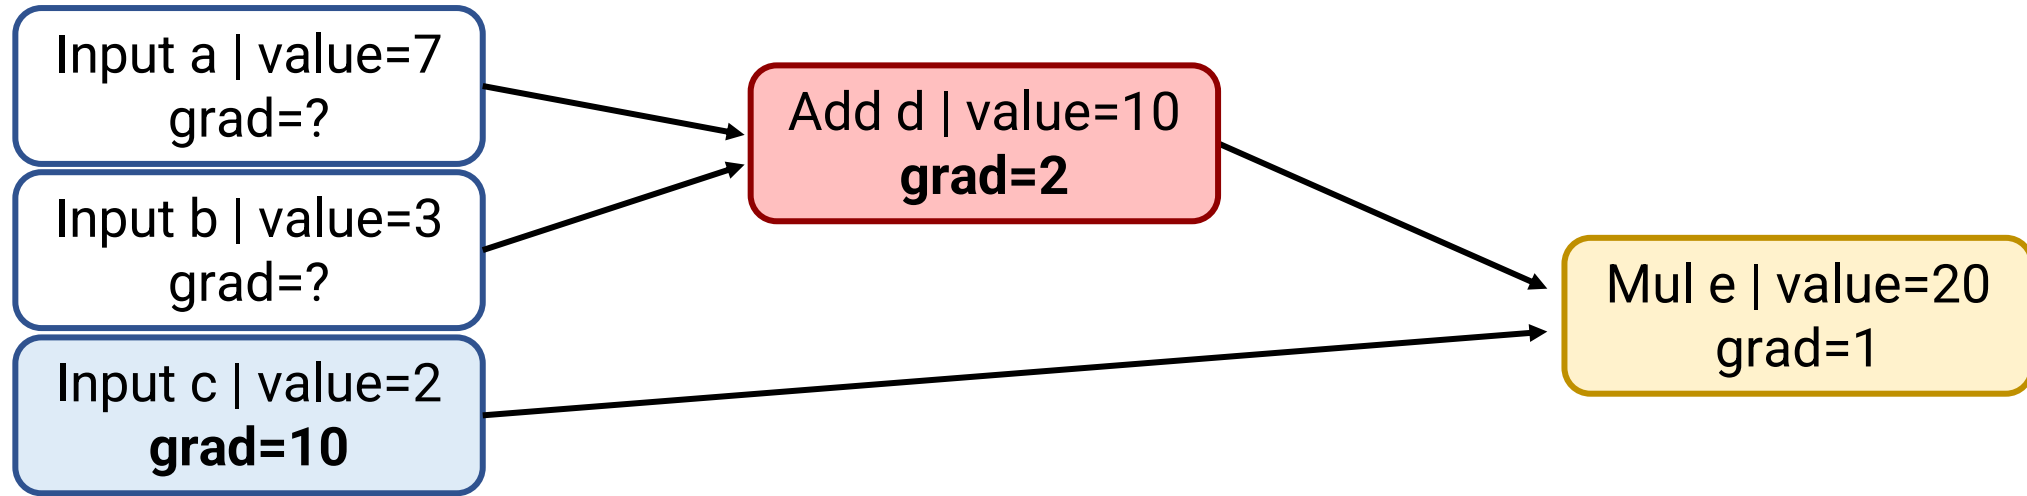 Input a | value=7
grad=?
Input b | value=3
grad=?
Input c | value=2
grad=10
Add d | value=10
grad=2
Mul e | value=20
grad=1